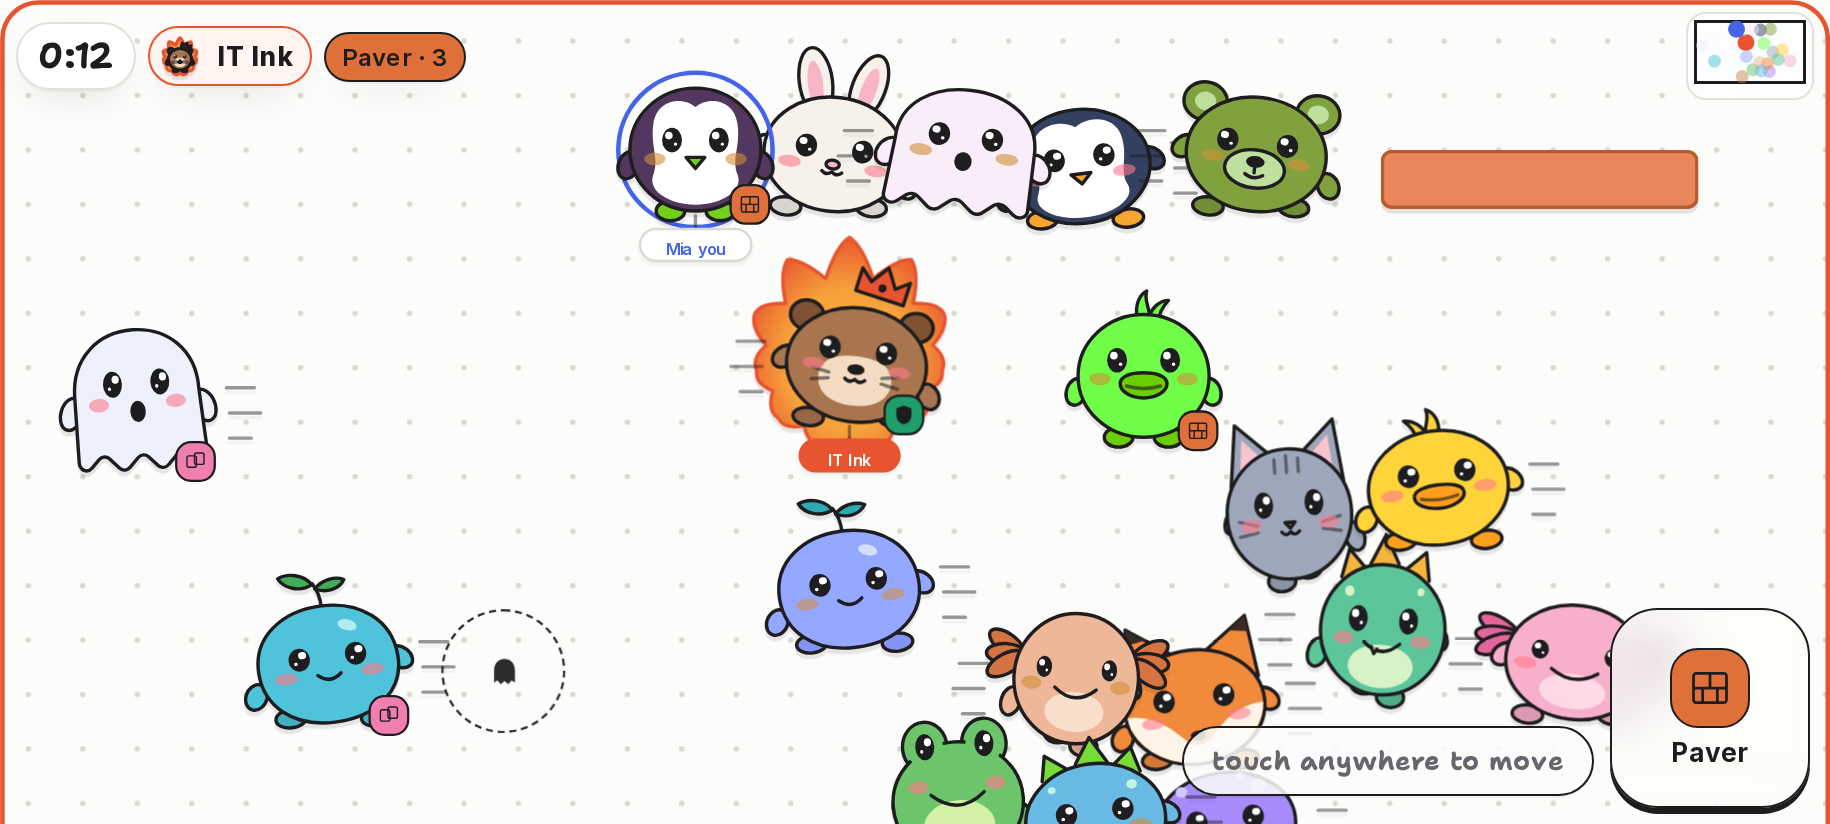 0:12
IT Ink
Paver · 3
Mia you
IT Ink
touch anywhere to move
Paver